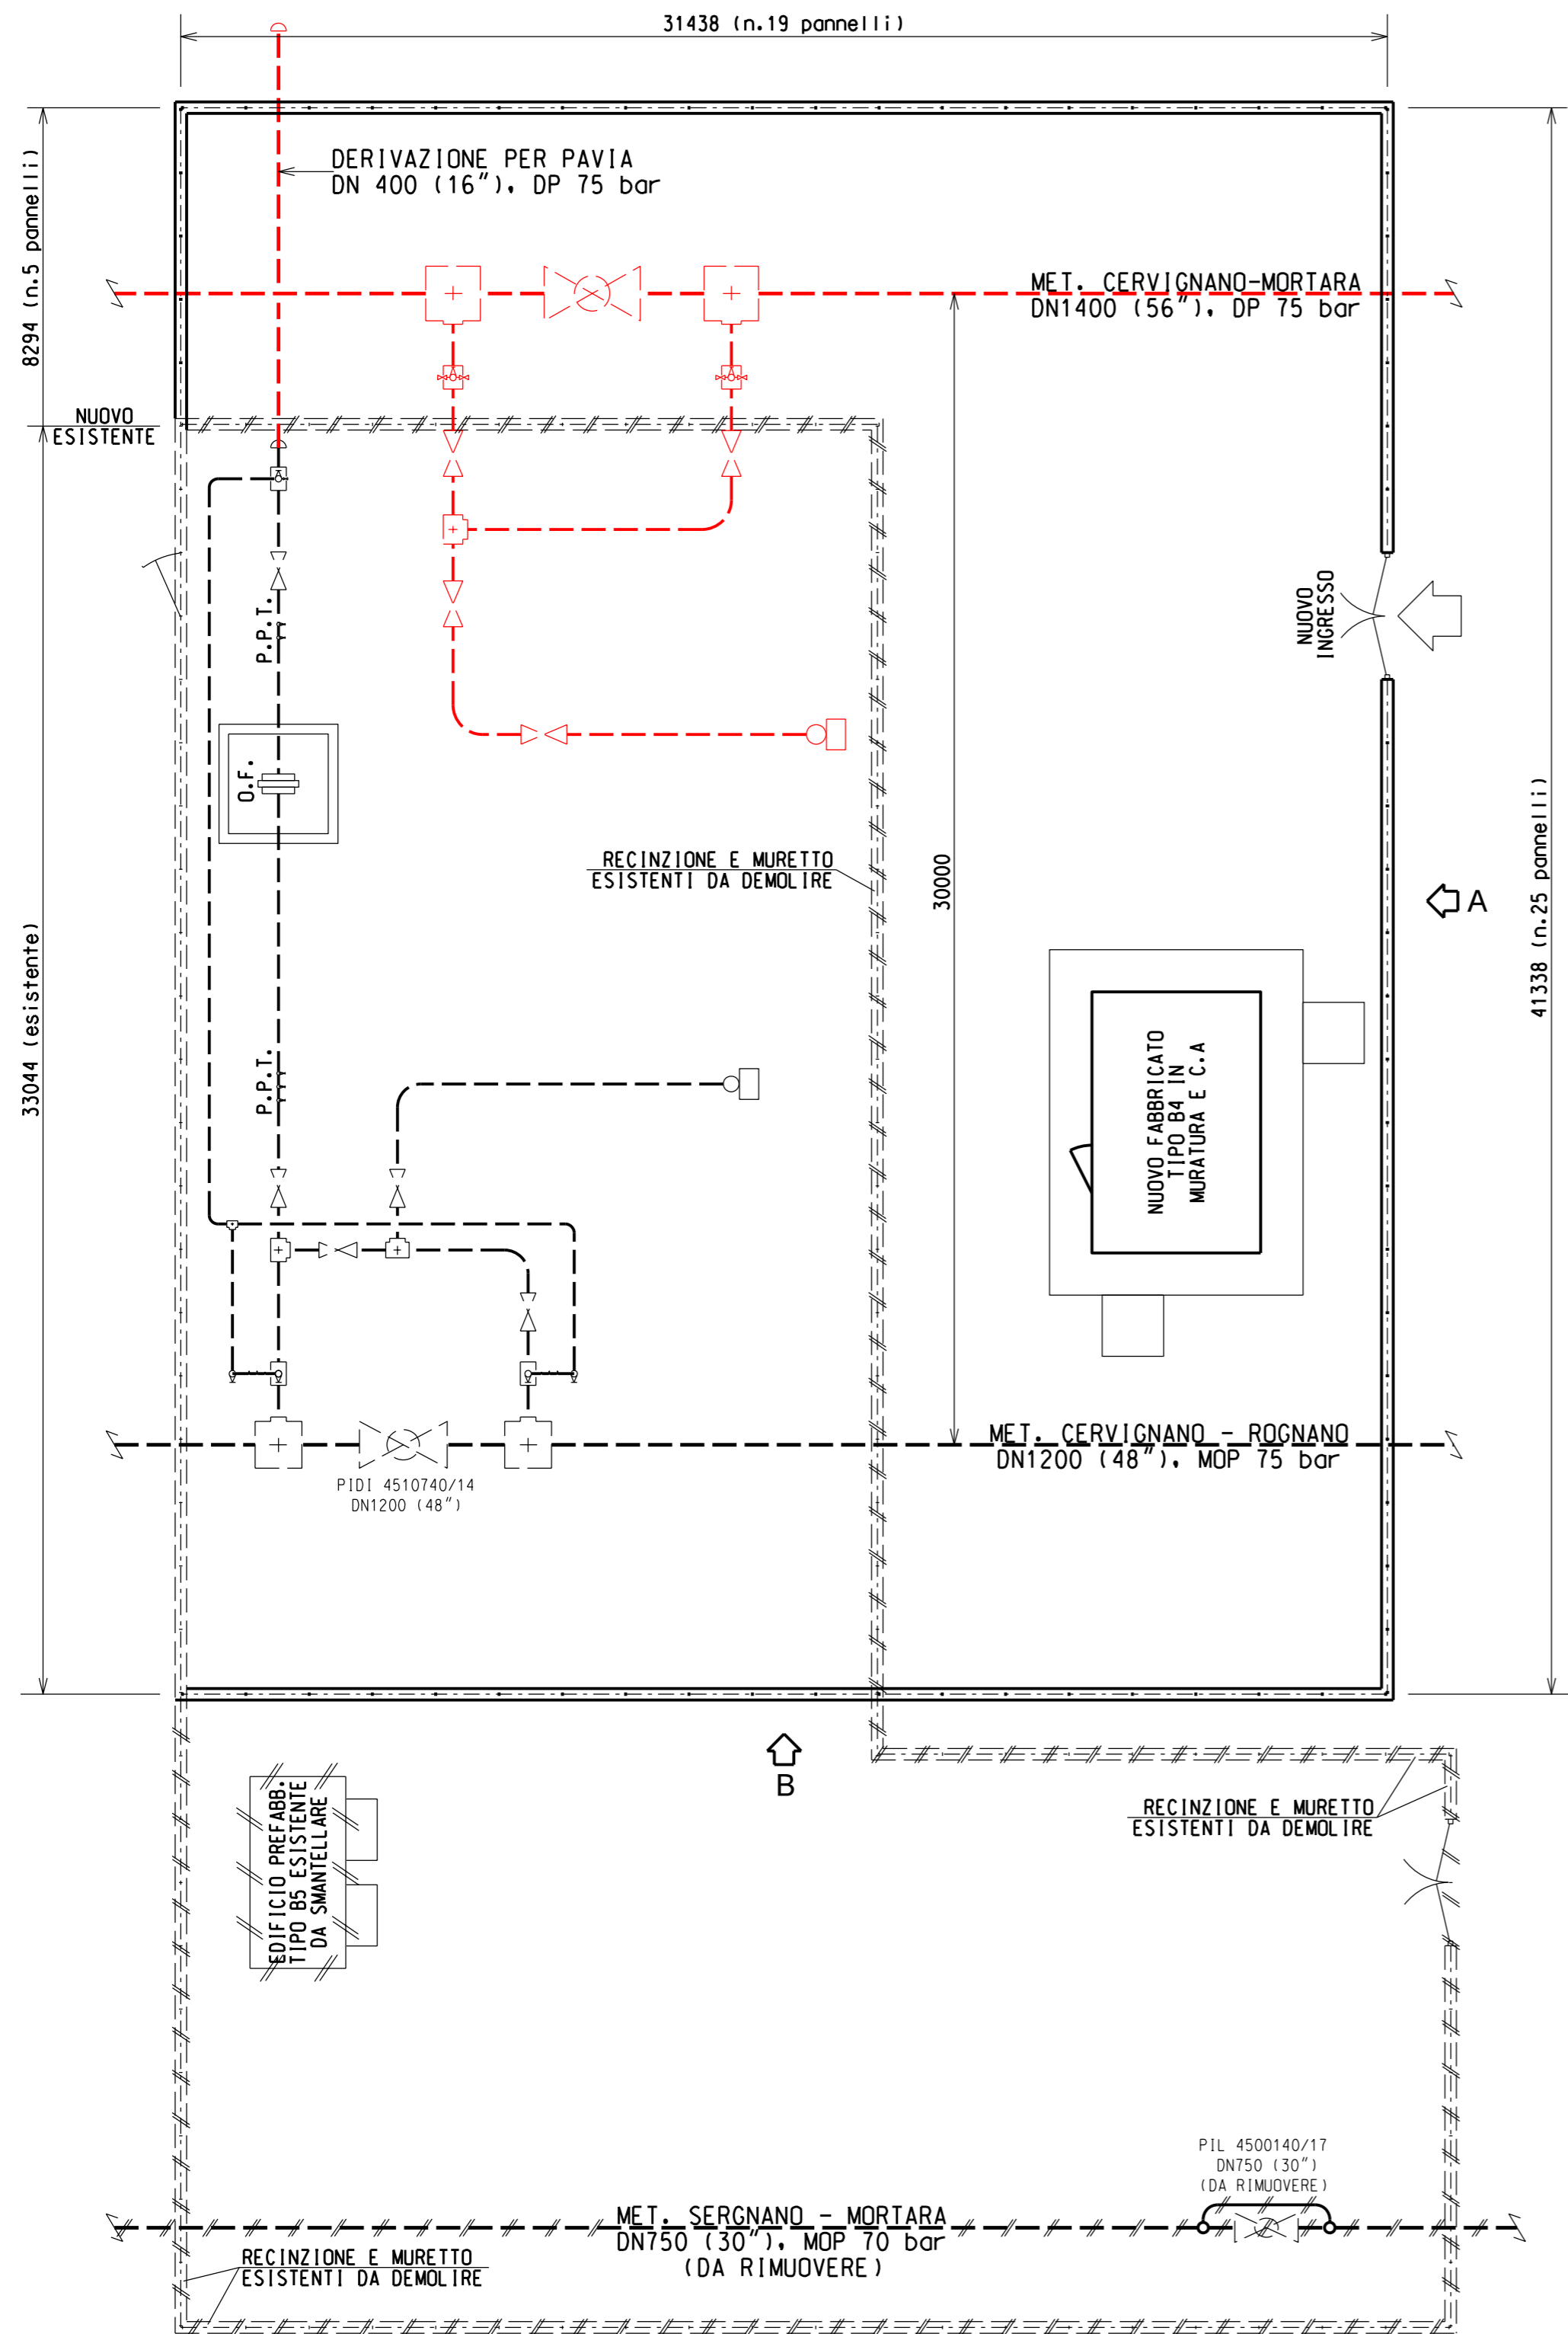 31438 (n.19 pannelli)
DERIVAZIONE PER PAVIA
DN 400 (16"), DP 75 bar
8294 (n.5 pannelli)
MET. CERVIGNANO-MORTARA
DN1400 (56"), DP 75 bar
NUOVO
ESISTENTE
P.P.T.
NUOVO
INGRESSO
O.F.
RECINZIONE E MURETTO
ESISTENTI DA DEMOLIRE
30000
A
41338 (n.25 pannelli)
33044 (esistente)
P.P.T.
NUOVO FABBRICATO
TIPO B4 IN
MURATURA E C.A
MET. CERVIGNANO - ROGNANO
DN1200 (48"), MOP 75 bar
PIDI 4510740/14
DN1200 (48")
B
EDIFICIO PREFABB.
TIPO B5 ESISTENTE
DA SMANTELLARE
RECINZIONE E MURETTO
ESISTENTI DA DEMOLIRE
PIL 4500140/17
DN750 (30")
(DA RIMUOVERE)
MET. SERGNANO - MORTARA
DN750 (30"), MOP 70 bar
(DA RIMUOVERE)
RECINZIONE E MURETTO
ESISTENTI DA DEMOLIRE